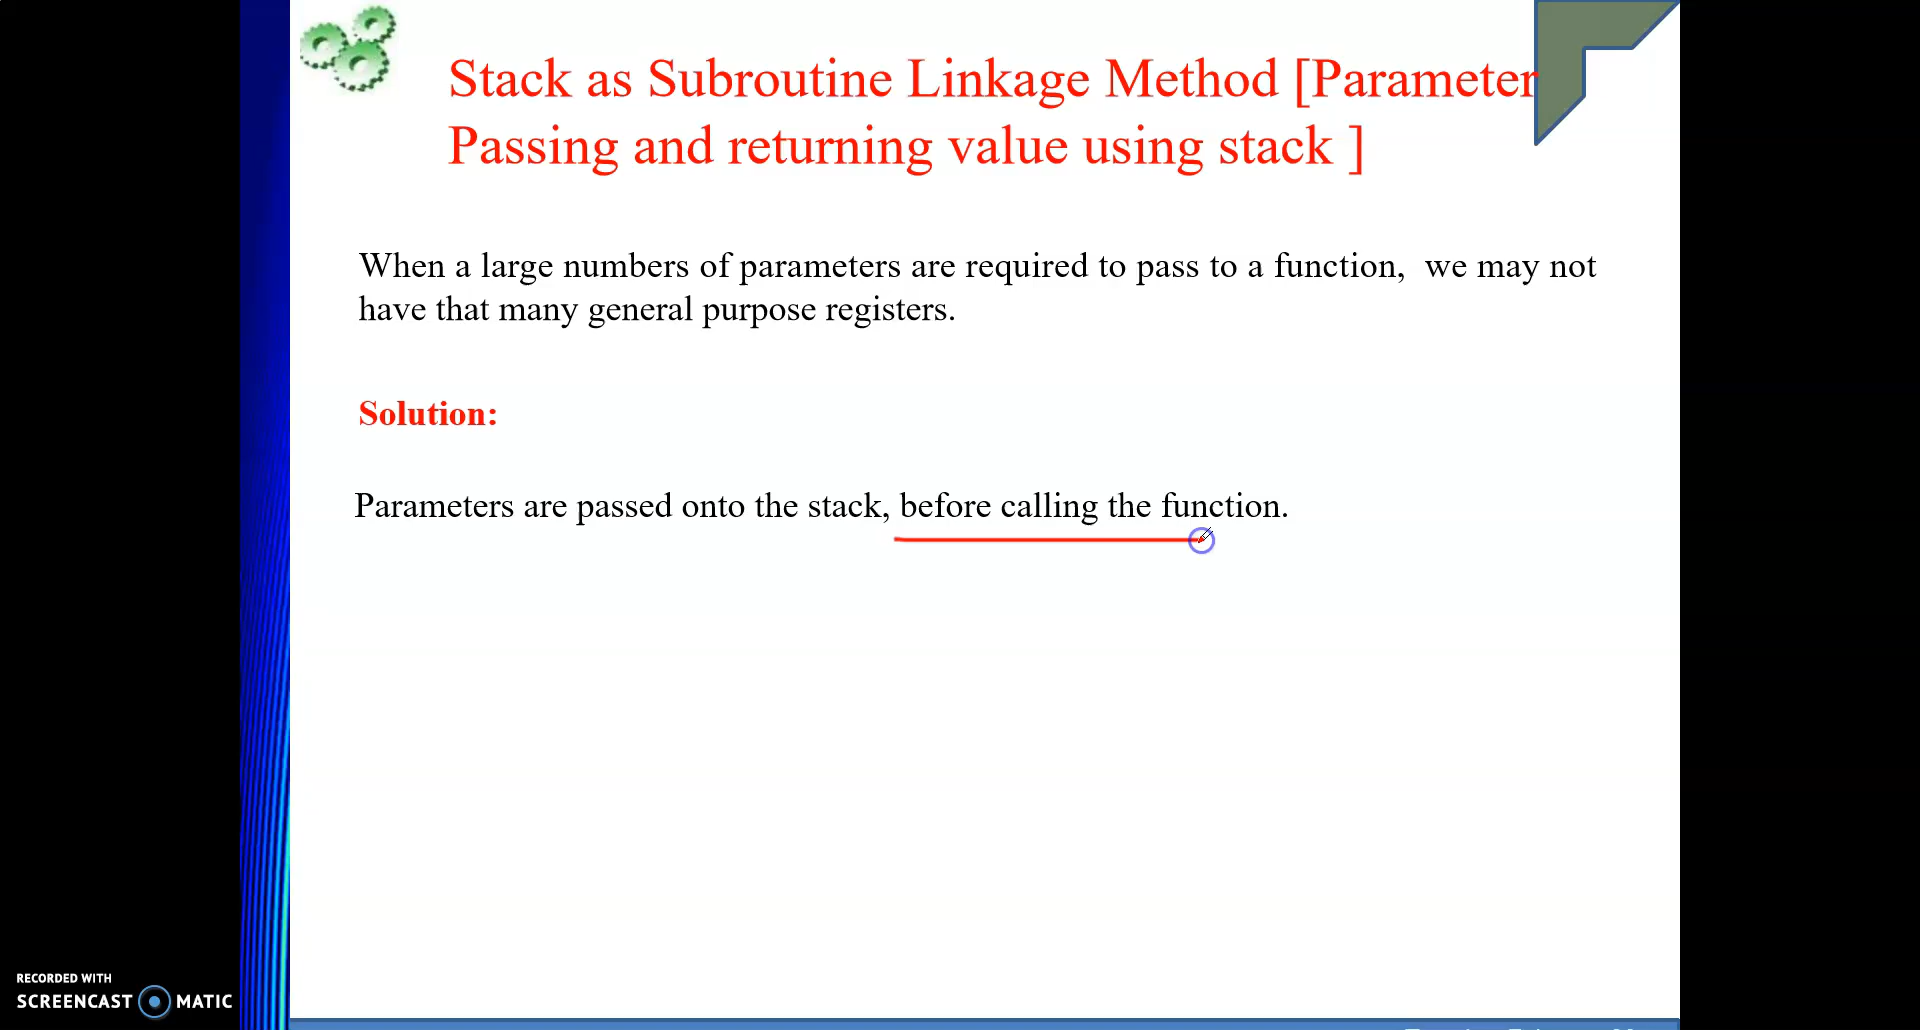 Stack as Subroutine Linkage Method [Parameter
Passing and returning value using stack ]
When a large numbers of parameters are required to pass to a function, we may not
have that many general purpose registers.
Solution:
Parameters are passed onto the stack, before calling the function.
RECORDED WITH
SCREENCAST MATIC